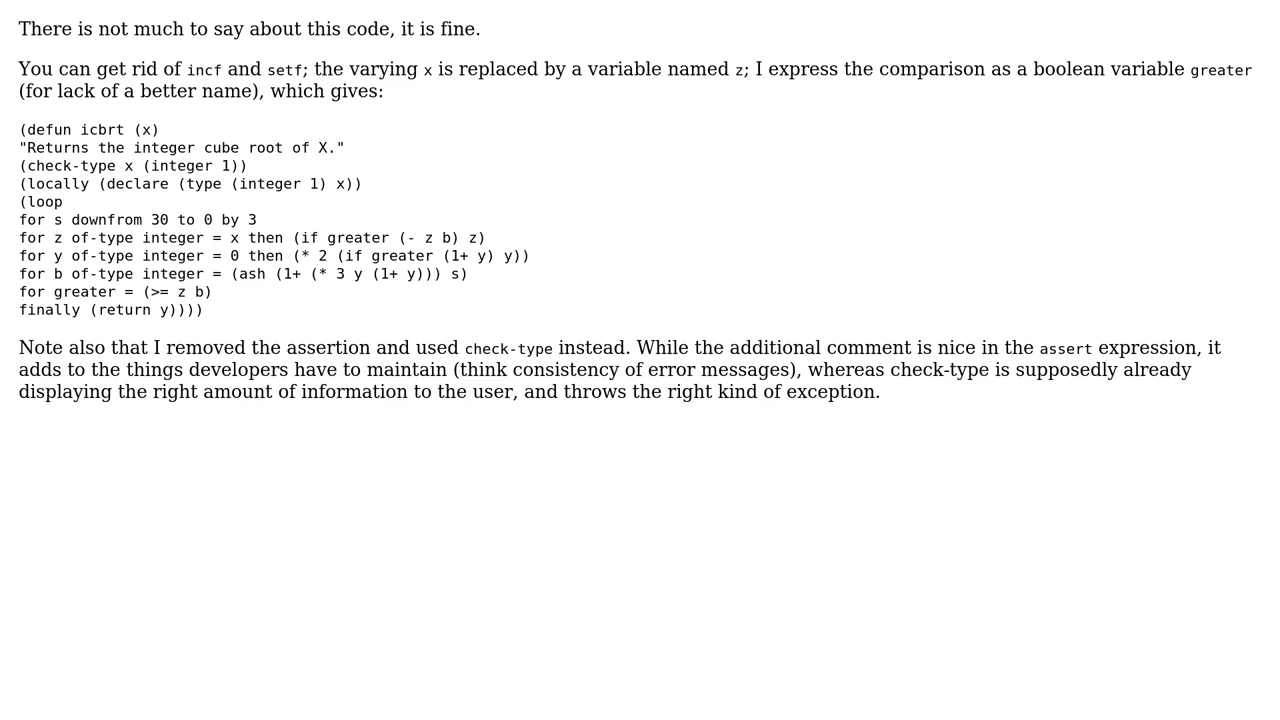 There is not much to say about this code, it is fine.
You can get rid of incf and setf; the varying x is replaced by a variable named z; I express the comparison as a boolean variable greater
(for lack of a better name), which gives:
(defun icbrt (x)
"Returns the integer cube root of X."
(check-type x (integer 1))
(locally (declare (type (integer 1) x))
(loop
for s downfrom 30 to 0 by 3
for z of-type integer = x then (if greater (- z b) z)
for y of-type integer = 0 then (* 2 (if greater (1+ y) y))
for b of-type integer = (ash (1+ (* 3 y (1+ y))) s)
for greater = (>= z b)
finally (return y))))
Note also that I removed the assertion and used check-type instead. While the additional comment is nice in the assert expression, it
adds to the things developers have to maintain (think consistency of error messages), whereas check-type is supposedly already
displaying the right amount of information to the user, and throws the right kind of exception.